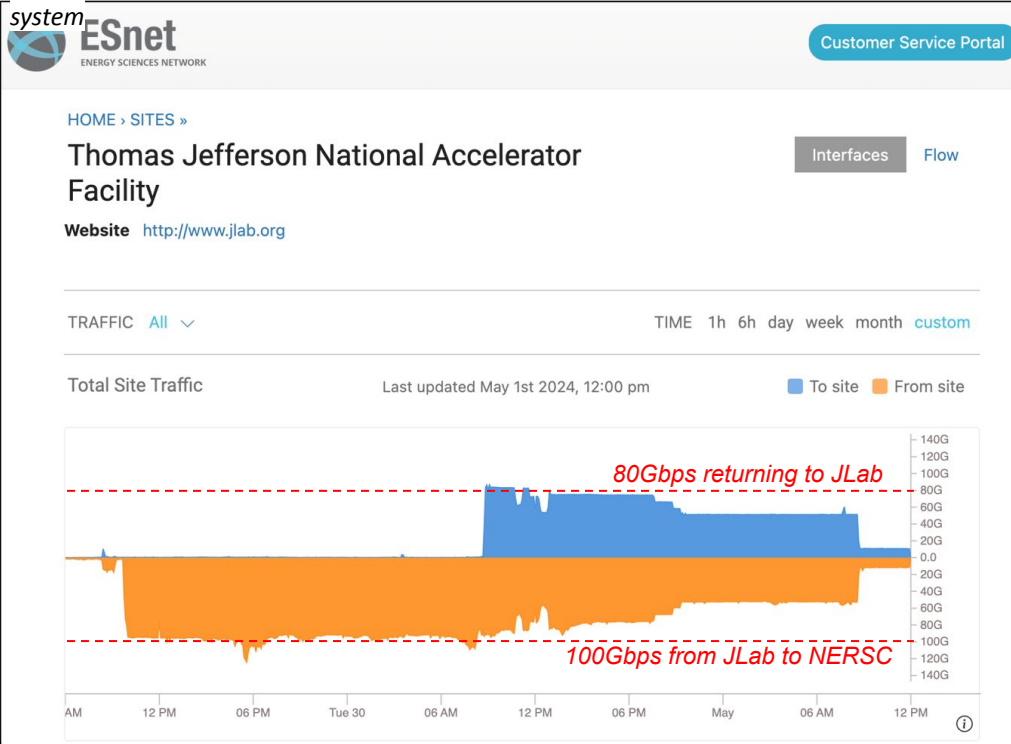 system
ESnet
ENERGY SCIENCES NETWORK
Customer Service Portal
HOME › SITES »
Thomas Jefferson National Accelerator
Facility
Interfaces Flow
Website http://www.jlab.org
TRAFFIC All TIME 1h 6h day week month custom
Total Site Traffic Last updated May 1st 2024, 12:00 pm To site From site
140G
120G
80Gbps returning to JLab 100G
80G
60G
40G
20G
0.0
20G
40G
60G
80G
100G
100Gbps from JLab to NERSC 120G
140G
AM 12 PM 06 PM Tue 30 06 AM 12 PM 06 PM May 06 AM 12 PM